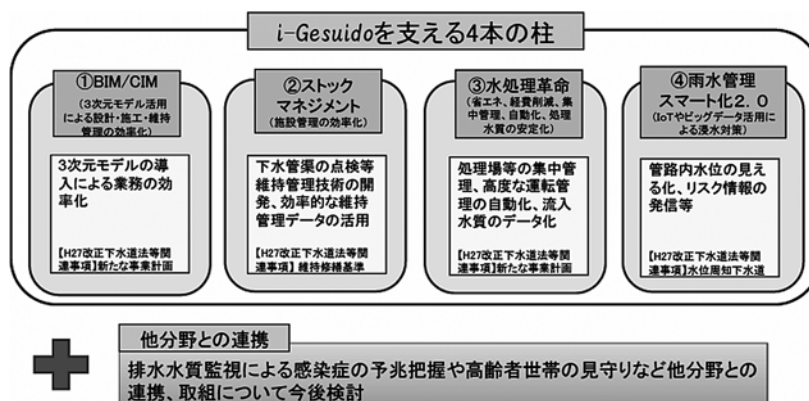 i-Gesuidoを支える4本の柱
①BIM/CIM
(3次元モデル活用
による設計・施工・維持
管理の効率化)
3次元モデルの導
入による業務の効
率化
【H27改正下水道法等関
連事項】新たな事業計画
②ストック
マネジメント
(施設管理の効率化)
下水管渠の点検等
維持管理技術の開
発、効率的な維持
管理データの活用
【H27改正下水道法等関
連事項】 維持修繕基準
③水処理革命
(省エネ、経費削減、集
中管理、自動化、処理
水質の安定化)
処理場等の集中管
理、高度な運転管
理の自動化、流入
水質のデータ化
【H27改正下水道法等関
連事項】新たな事業計画
④雨水管理
スマート化2.0
(IoTやビッグデータ活用に
よる浸水対策)
管路内水位の見え
る化、リスク情報の
発信等
【H27改正下水道法等関
連事項】水位周知下水道
他分野との連携
排水水質監視による感染症の予兆把握や高齢者世帯の見守りなど他分野との
連携、取組について今後検討